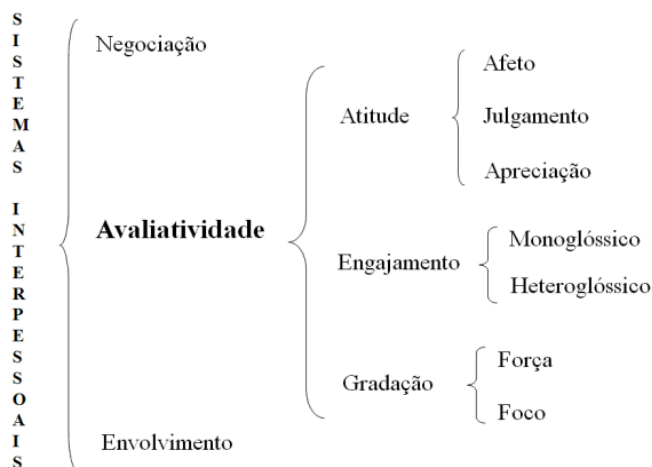 SISTEMAS INTERPESSOAIS
Negociação
Avaliatividade
Envolvimento
Atitude
Engajamento
Gradação
Afeto
Julgamento
Apreciação
Monoglóssico
Heteroglóssico
Força
Foco